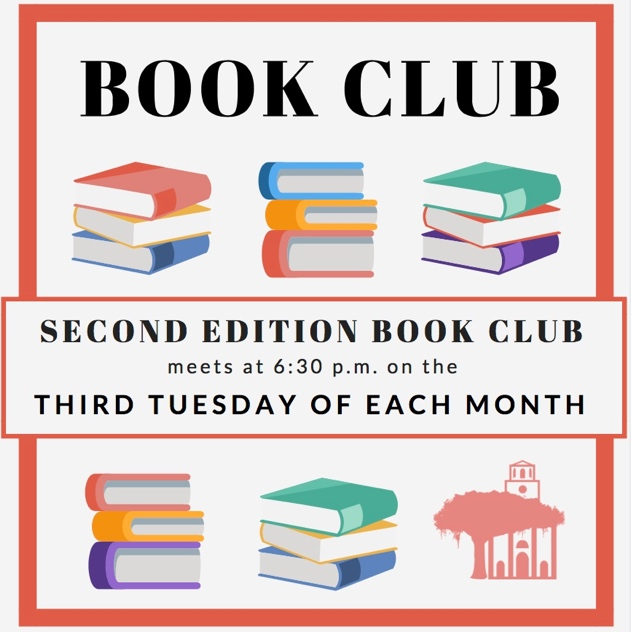 BOOK CLUB
SECOND EDITION BOOK CLUB
meets at 6:30 p.m. on the
THIRD TUESDAY OF EACH MONTH